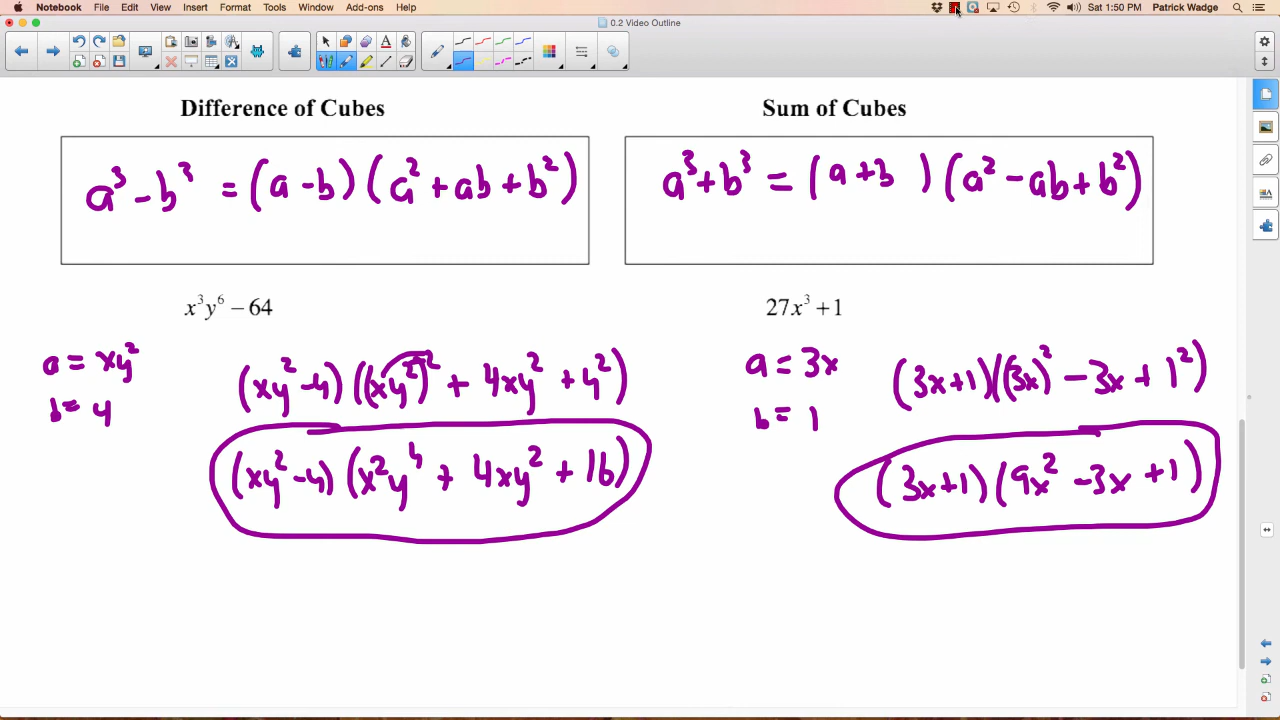 Notebook File Edit View Insert Format Tools Window Add-ons Help Sat 1:50 PM Patrick Wadge
0.2 Video Outline
Difference of Cubes
a³ - b³ = (a - b)(a² + ab + b²)
x³y⁶ − 64
a = xy²
b = 4
(xy² - 4)((xy²)² + 4xy² + 4²)
(xy² - 4)(x²y⁴ + 4xy² + 16)
Sum of Cubes
a³ + b³ = (a + b)(a² - ab + b²)
27x³ + 1
a = 3x
b = 1
(3x+1)((3x)² - 3x + 1²)
(3x+1)(9x² - 3x + 1)